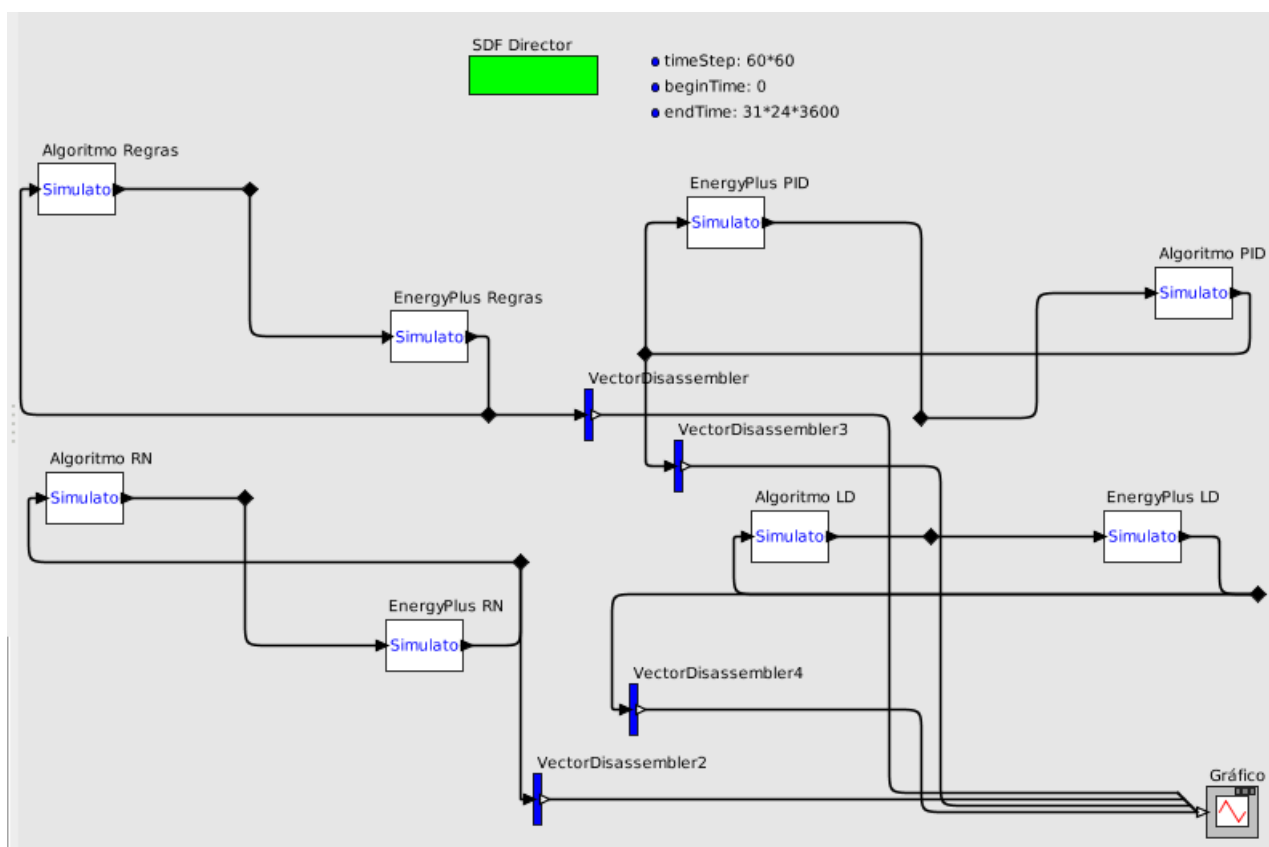 SDF Director
timeStep: 60*60
beginTime: 0
endTime: 31*24*3600
Algoritmo Regras
Simulato
EnergyPlus PID
Simulato
Algoritmo PID
Simulato
EnergyPlus Regras
Simulato
VectorDisassembler
VectorDisassembler3
Algoritmo RN
Simulato
Algoritmo LD
Simulato
EnergyPlus LD
Simulato
EnergyPlus RN
Simulato
VectorDisassembler4
VectorDisassembler2
Gráfico